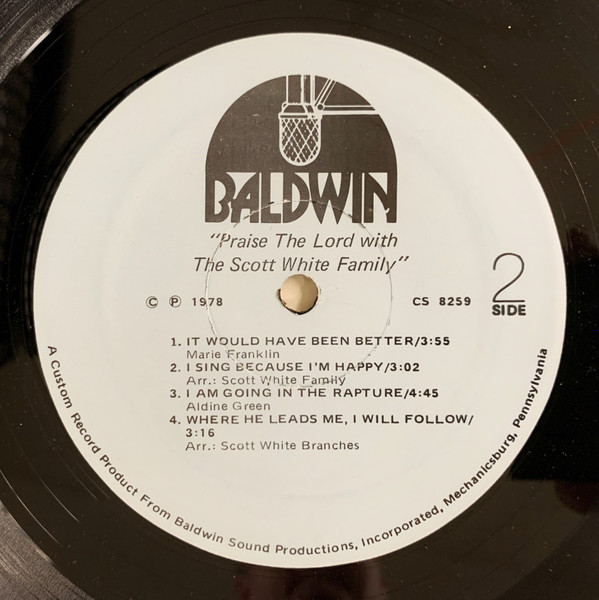 BALDWIN
"Praise The Lord with
The Scott White Family"
© ℗ 1978
CS 8259
2
SIDE
1. IT WOULD HAVE BEEN BETTER/3:55
Marie Franklin
2. I SING BECAUSE I'M HAPPY/3:02
Arr.: Scott White Family
3. I AM GOING IN THE RAPTURE/4:45
Aldine Green
4. WHERE HE LEADS ME, I WILL FOLLOW/
3:16
Arr.: Scott White Branches
A Custom Record Product From Baldwin Sound Productions, Incorporated, Mechanicsburg, Pennsylvania